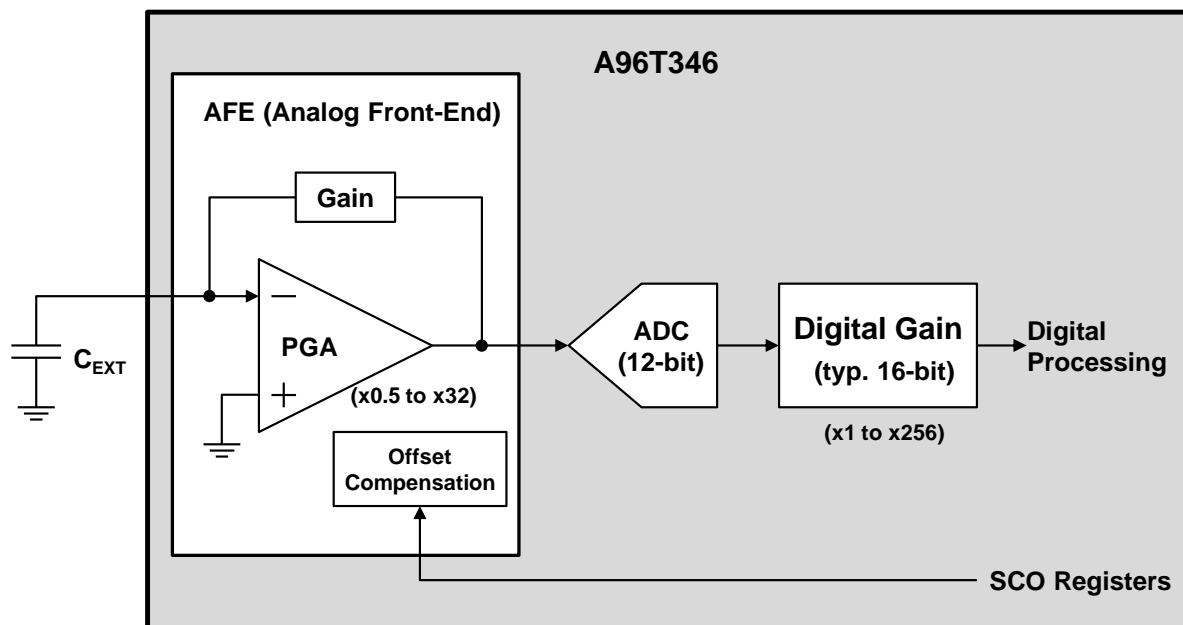 A96T346
AFE (Analog Front-End)
Gain
PGA
(x0.5 to x32)
Offset
Compensation
C_EXT
ADC
(12-bit)
Digital Gain
(typ. 16-bit)
(x1 to x256)
Digital
Processing
SCO Registers